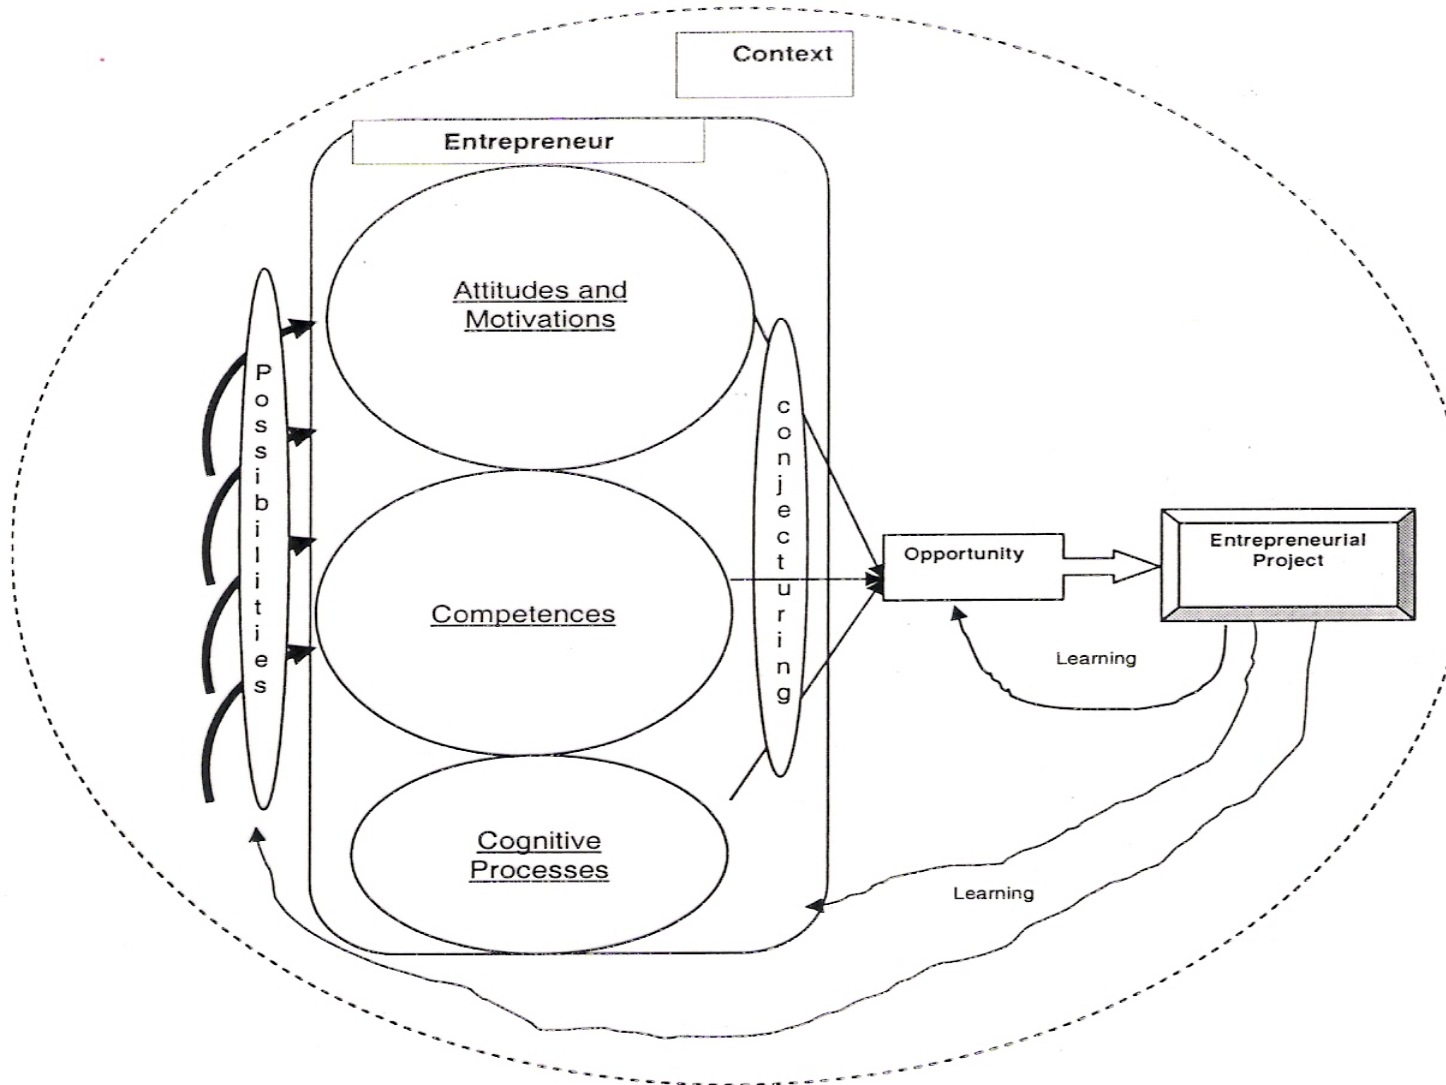 Context
Entrepreneur
Attitudes and
Motivations
Possibilities
conjecturing
Opportunity
Entrepreneurial
Project
Competences
Learning
Cognitive
Processes
Learning